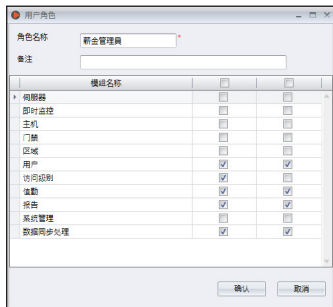 用户角色
角色名称 薪金管理員 *
备注
模组名称
伺服器
即时监控
主机
门禁
区域
用户
访问级别
值勤
报告
系统管理
数据同步处理
确认 取消